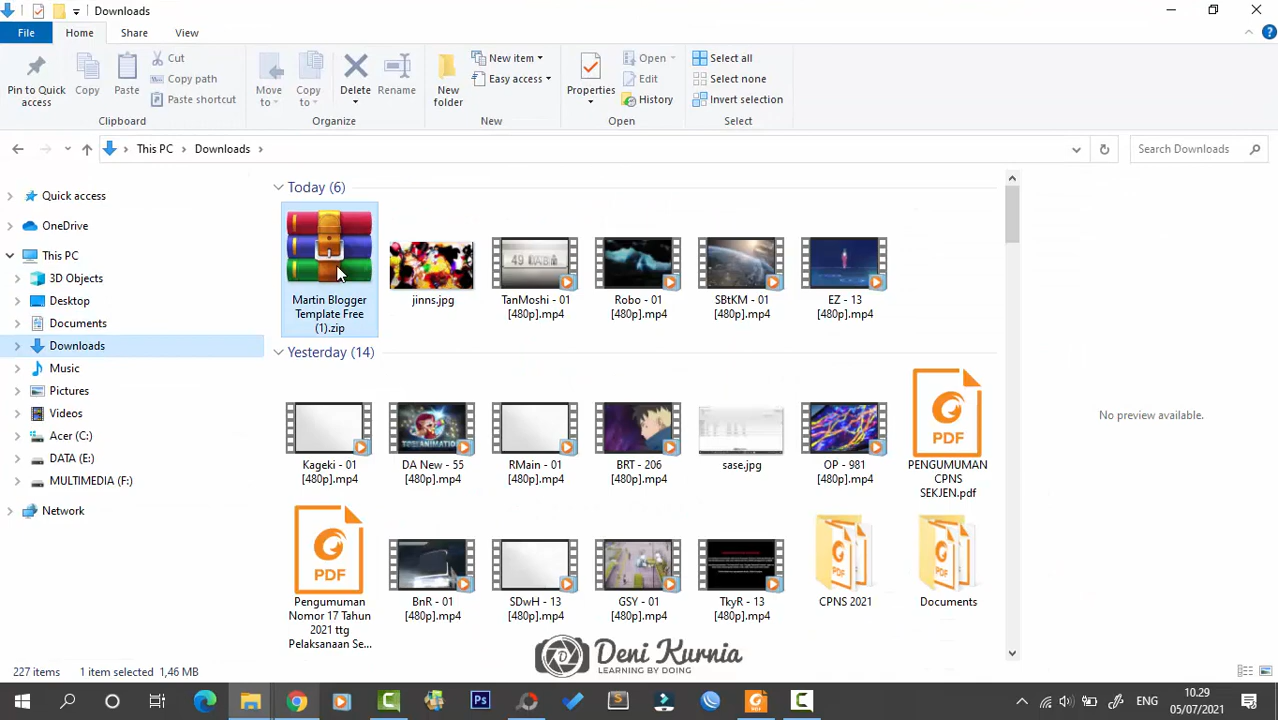 Downloads
File
Home
Share
View
Pin to Quick
access
Copy
Paste
Cut
Copy path
Paste shortcut
Clipboard
Move
to
Copy
to
Delete
Rename
Organize
New
folder
New item
Easy access
New
Properties
Open
Edit
History
Open
Select all
Select none
Invert selection
Select
This PC
Downloads
Search Downloads
Quick access
OneDrive
This PC
3D Objects
Desktop
Documents
Downloads
Music
Pictures
Videos
Acer (C:)
DATA (E:)
MULTIMEDIA (F:)
Network
Today (6)
Martin Blogger
Template Free
(1).zip
jinns.jpg
TanMoshi - 01
[480p].mp4
Robo - 01
[480p].mp4
SBtKM - 01
[480p].mp4
EZ - 13
[480p].mp4
Yesterday (14)
Kageki - 01
[480p].mp4
DA New - 55
[480p].mp4
RMain - 01
[480p].mp4
BRT - 206
[480p].mp4
sase.jpg
OP - 981
[480p].mp4
PDF
PENGUMUMAN
CPNS
SEKJEN.pdf
PDF
Pengumuman
Nomor 17 Tahun
2021 ttg
Pelaksanaan Se...
BnR - 01
[480p].mp4
SDwH - 13
[480p].mp4
GSY - 01
[480p].mp4
TkyR - 13
[480p].mp4
CPNS 2021
Documents
No preview available.
Deni Kurnia
LEARNING BY DOING
227 items
1 item selected
1,46 MB
Ps
ENG
10.29
05/07/2021